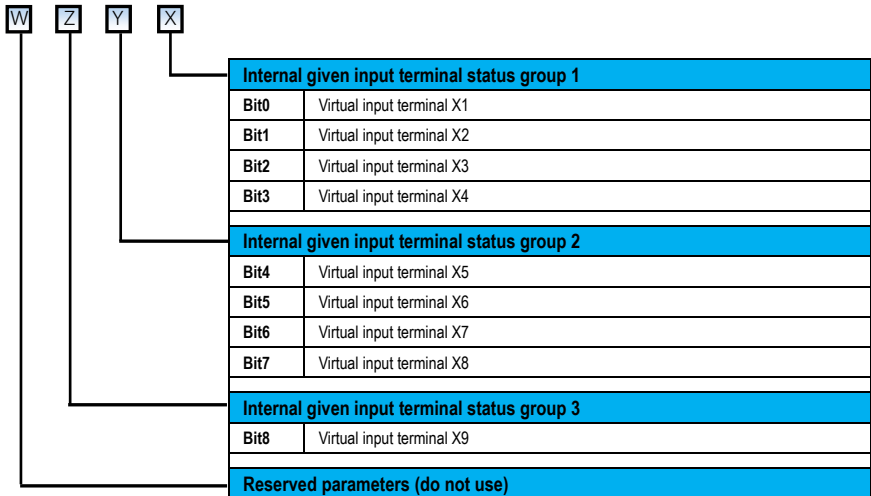 W Z Y X
Internal given input terminal status group 1
Bit0 Virtual input terminal X1
Bit1 Virtual input terminal X2
Bit2 Virtual input terminal X3
Bit3 Virtual input terminal X4
Internal given input terminal status group 2
Bit4 Virtual input terminal X5
Bit5 Virtual input terminal X6
Bit6 Virtual input terminal X7
Bit7 Virtual input terminal X8
Internal given input terminal status group 3
Bit8 Virtual input terminal X9
Reserved parameters (do not use)